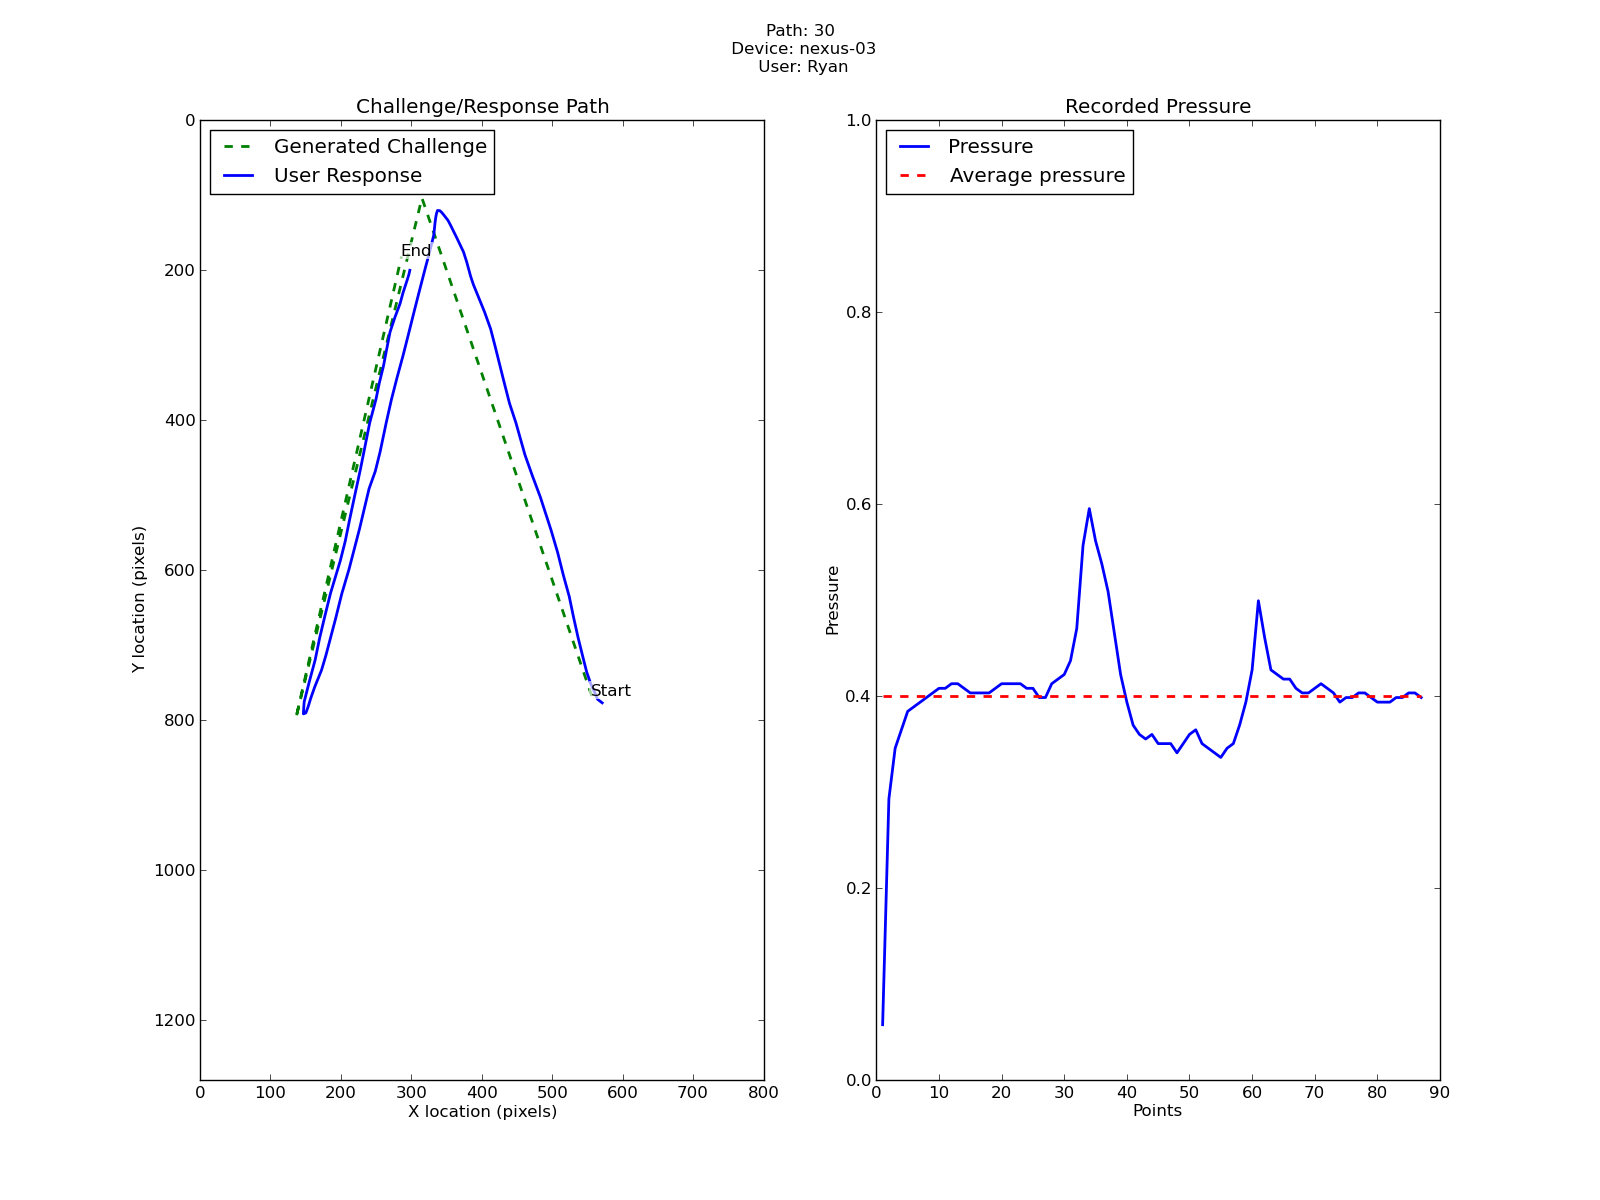 Path: 30
Device: nexus-03
User: Ryan
Challenge/Response Path
Generated Challenge
User Response
End
Start
0
200
400
600
800
1000
1200
Y location (pixels)
0 100 200 300 400 500 600 700 800
X location (pixels)
Recorded Pressure
Pressure
Average pressure
1.0
0.8
0.6
0.4
0.2
0.0
Pressure
0 10 20 30 40 50 60 70 80 90
Points